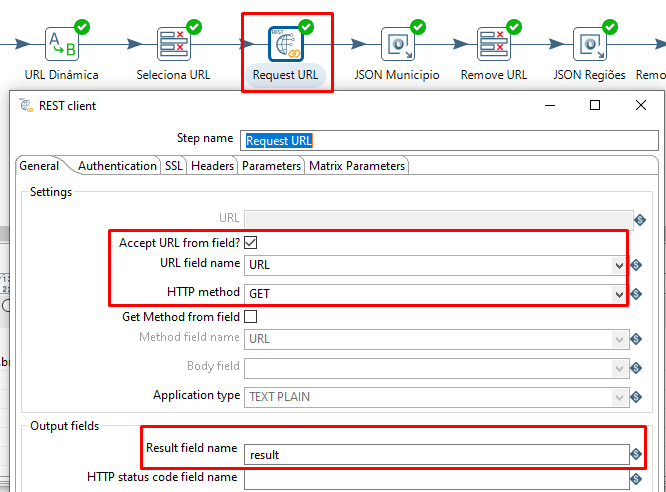 A
B
REST
URL Dinâmica
Seleciona URL
Request URL
JSON Municipio
Remove URL
JSON Regiões
Remo
REST client
Step name
Request URL
General
Authentication
SSL
Headers
Parameters
Matrix Parameters
Settings
URL
Accept URL from field?
URL field name
URL
HTTP method
GET
Get Method from field
Method field name
URL
Body field
Application type
TEXT PLAIN
Output fields
Result field name
result
HTTP status code field name